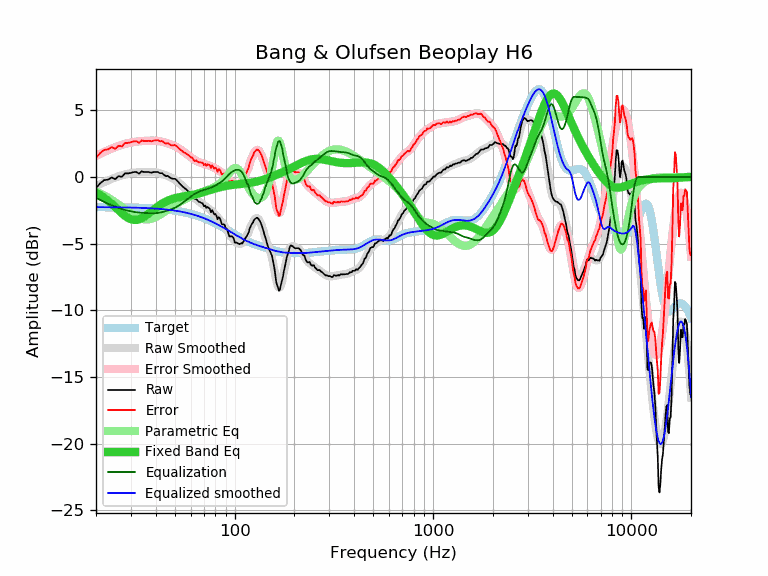 Bang & Olufsen Beoplay H6
Amplitude (dBr)
5
0
−5
−10
−15
−20
−25
Target
Raw Smoothed
Error Smoothed
Raw
Error
Parametric Eq
Fixed Band Eq
Equalization
Equalized smoothed
100
1000
10000
Frequency (Hz)